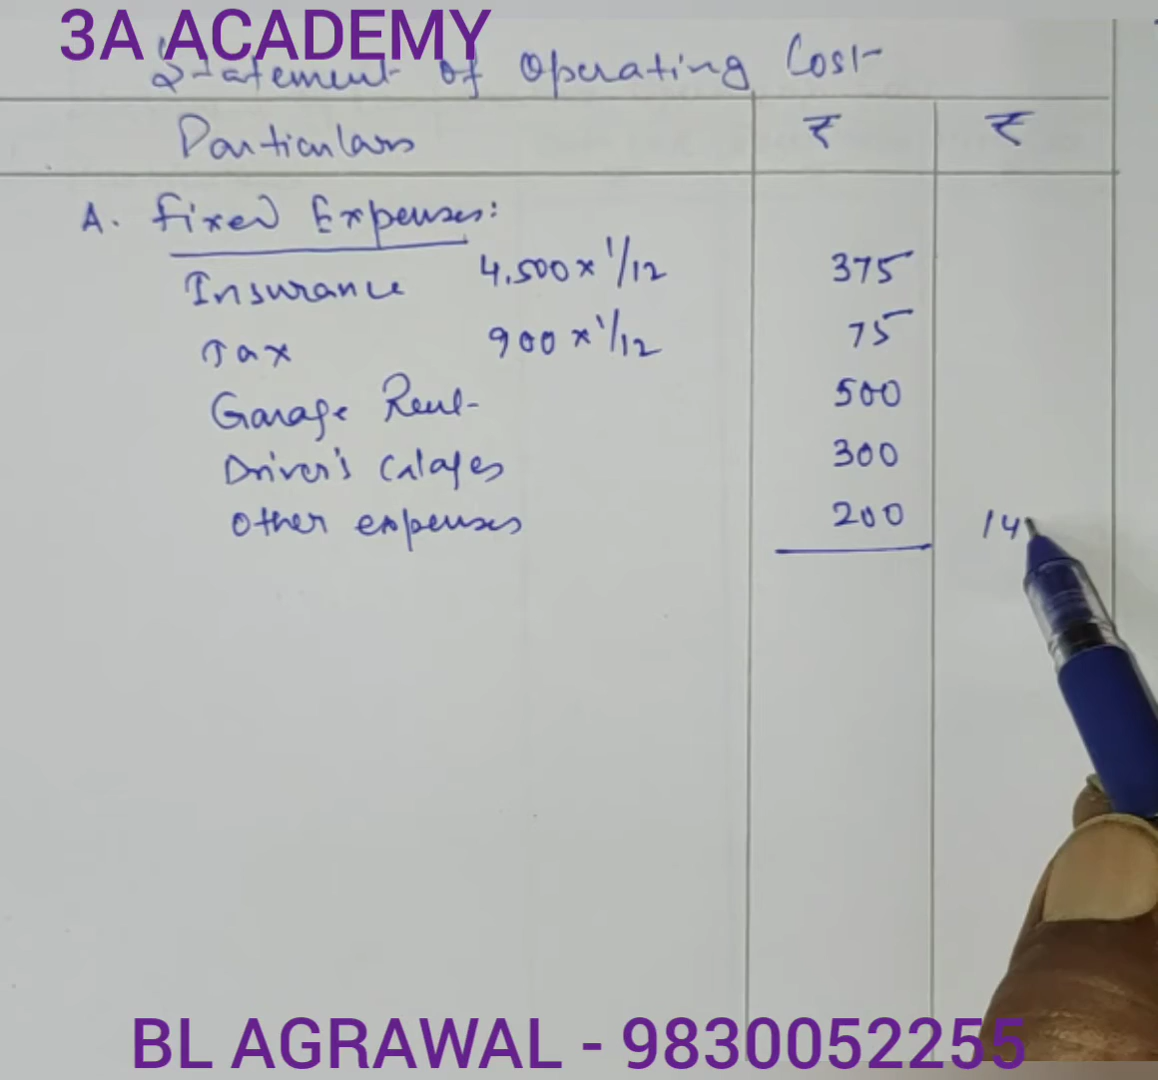 3A ACADEMY
Statement of Operating Cost
Particulars ₹ ₹
A. Fixed Expenses:
Insurance 4,500 × 1/12 375
Tax 900 × 1/12 75
Garage Rent 500
Driver's Wages 300
Other expenses 200 14
BL AGRAWAL - 9830052255